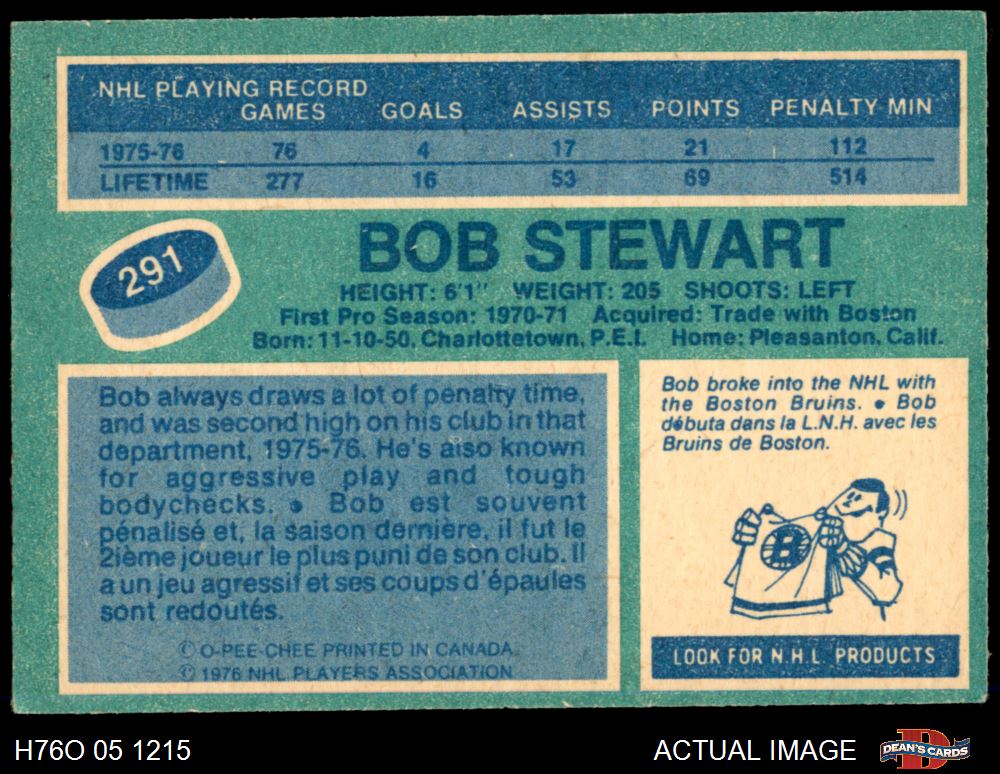 NHL PLAYING RECORD
GAMES GOALS ASSISTS POINTS PENALTY MIN
1975-76 76 4 17 21 112
LIFETIME 277 16 53 69 514
291
BOB STEWART
HEIGHT: 6'1" WEIGHT: 205 SHOOTS: LEFT
First Pro Season: 1970-71 Acquired: Trade with Boston
Born: 11-10-50, Charlottetown, P.E.I. Home: Pleasanton, Calif.
Bob always draws a lot of penalty time,
and was second high on his club in that
department, 1975-76. He's also known
for aggressive play and tough
bodychecks. • Bob est souvent
pénalisé et, la saison dernière, il fut le
2ième joueur le plus puni de son club. Il
a un jeu agressif et ses coups d'épaules
sont redoutés.
© O-PEE-CHEE PRINTED IN CANADA
© 1976 NHL PLAYERS ASSOCIATION
Bob broke into the NHL with
the Boston Bruins. • Bob
débuta dans la L.N.H. avec les
Bruins de Boston.
B
LOOK FOR N.H.L. PRODUCTS
H76O 05 1215
ACTUAL IMAGE
DEAN'S CARDS